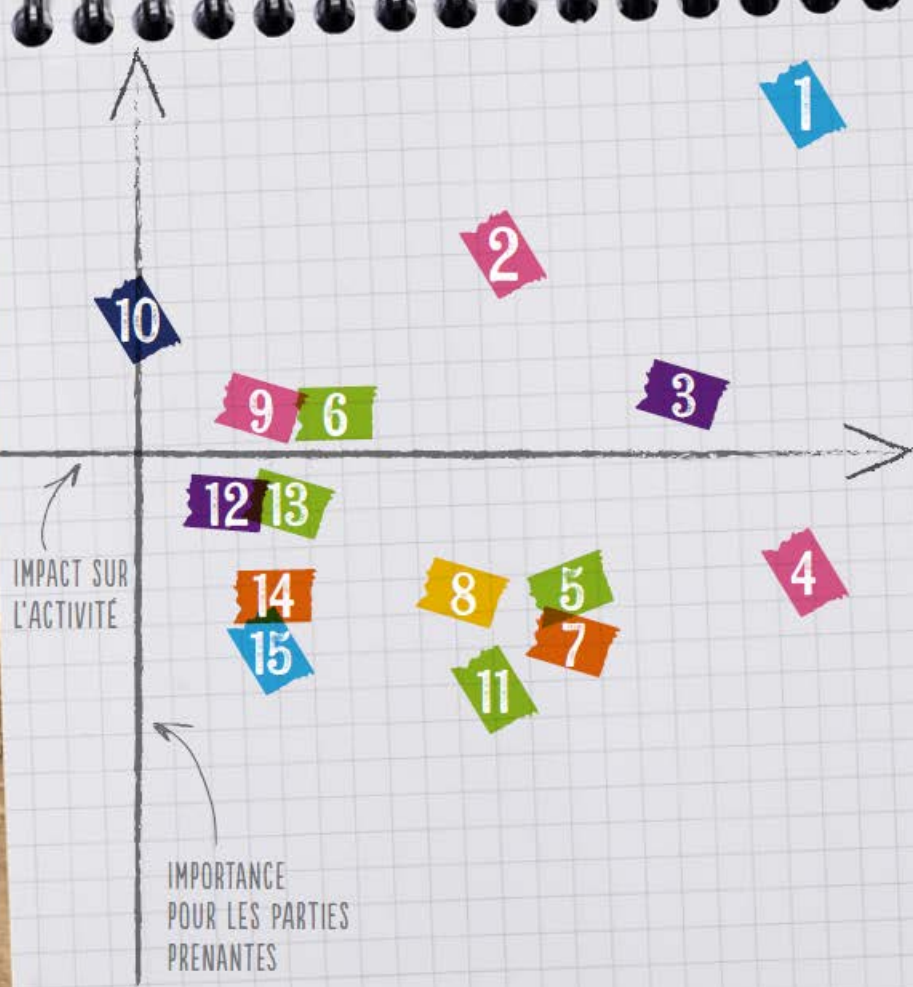 1
2
10
3
9 6
12 13
IMPACT SUR
L'ACTIVITÉ
14 8 5 4
15 7
11
IMPORTANCE
POUR LES PARTIES
PRENANTES